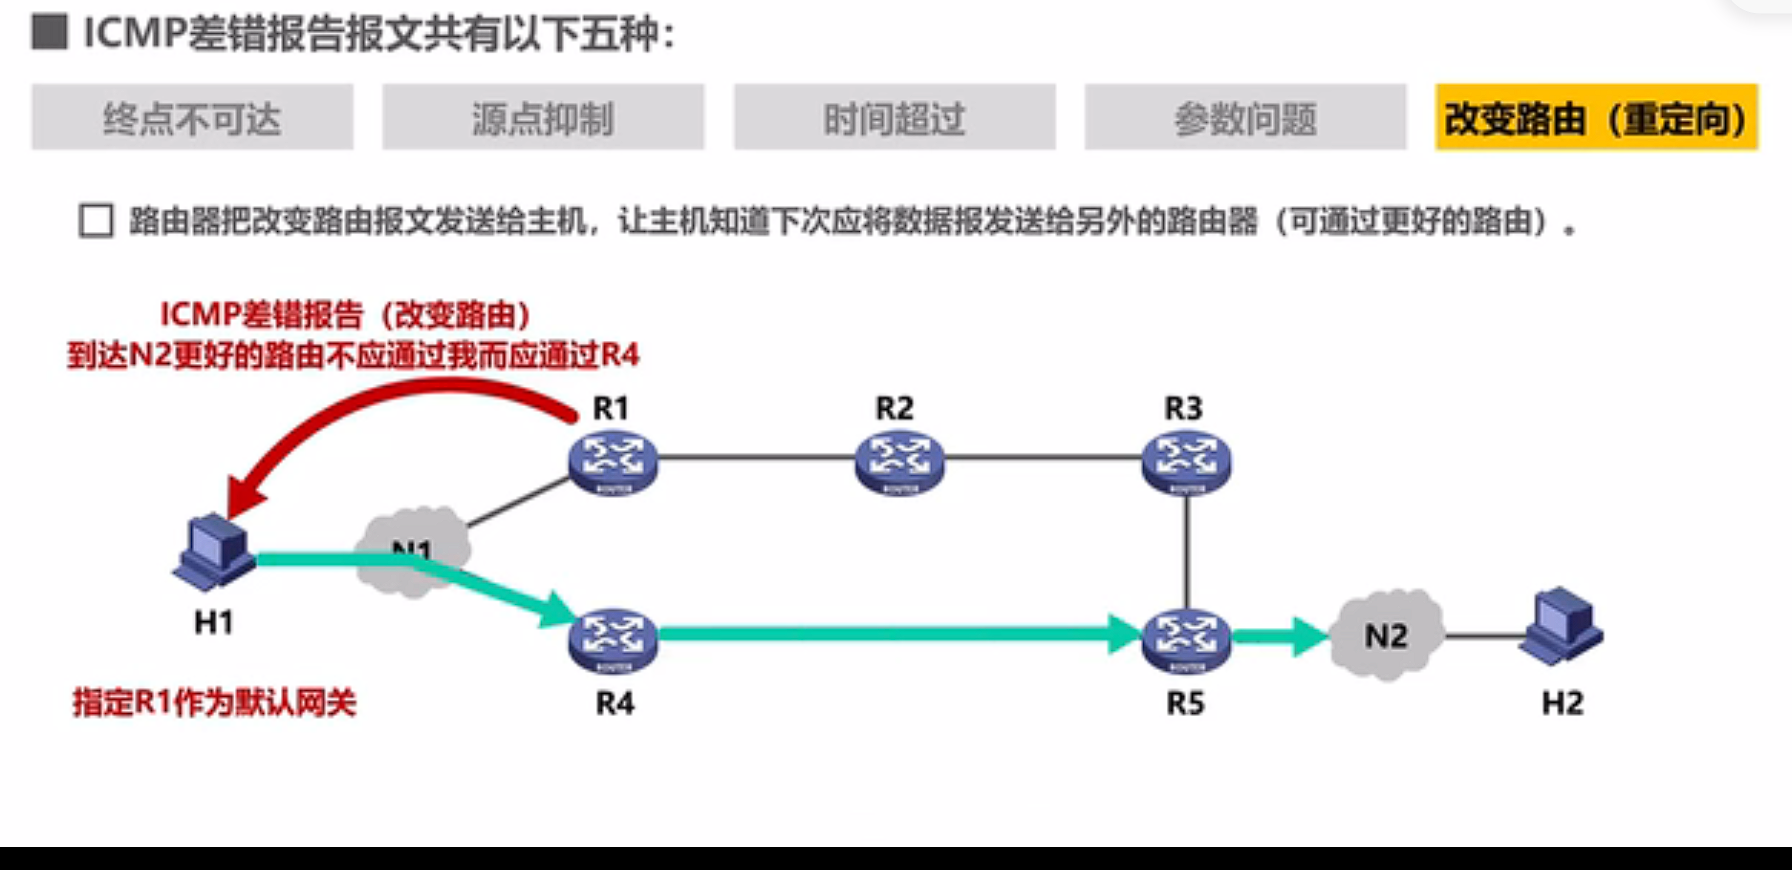 ICMP差错报告报文共有以下五种：
终点不可达
源点抑制
时间超过
参数问题
改变路由（重定向）
路由器把改变路由报文发送给主机，让主机知道下次应将数据报发送给另外的路由器（可通过更好的路由）。
ICMP差错报告（改变路由）
到达N2更好的路由不应通过我而应通过R4
R1
R2
R3
N1
H1
R4
R5
N2
H2
指定R1作为默认网关
ROUTER
ROUTER
ROUTER
ROUTER
ROUTER